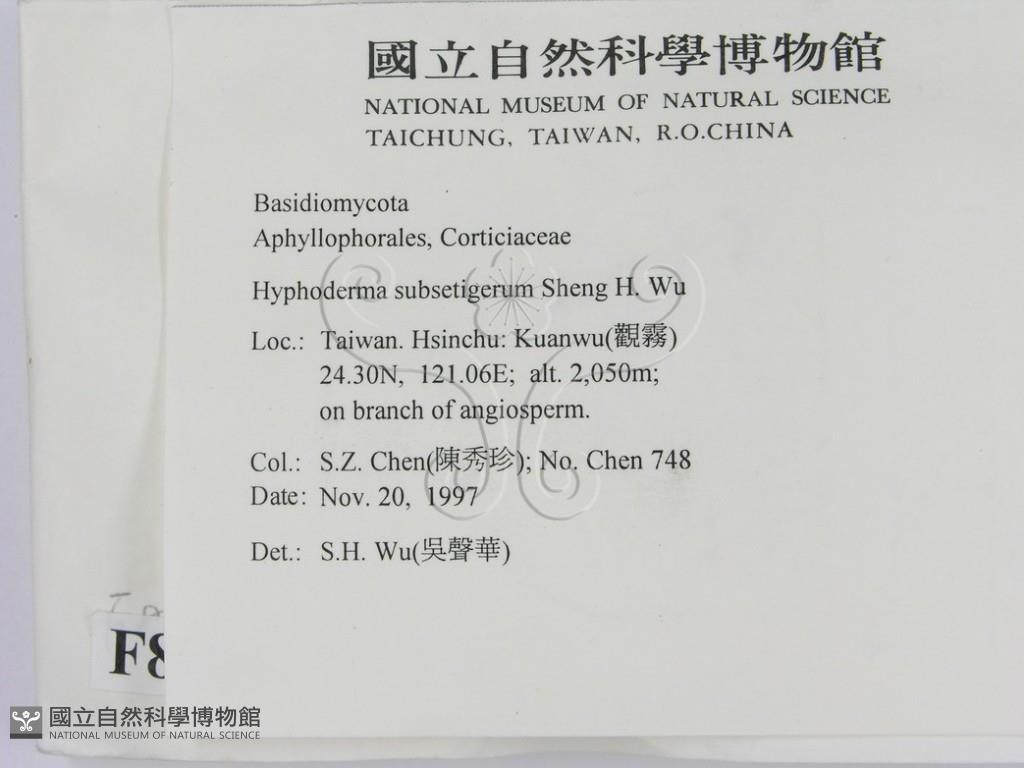 國立自然科學博物館
NATIONAL MUSEUM OF NATURAL SCIENCE
TAICHUNG, TAIWAN, R.O.CHINA
Basidiomycota
Aphyllophorales, Corticiaceae
Hyphoderma subsetigerum Sheng H. Wu
Loc.: Taiwan. Hsinchu: Kuanwu(觀霧)
24.30N, 121.06E; alt. 2,050m;
on branch of angiosperm.
Col.: S.Z. Chen(陳秀珍); No. Chen 748
Date: Nov. 20, 1997
Det.: S.H. Wu(吳聲華)
F8
國立自然科學博物館
NATIONAL MUSEUM OF NATURAL SCIENCE